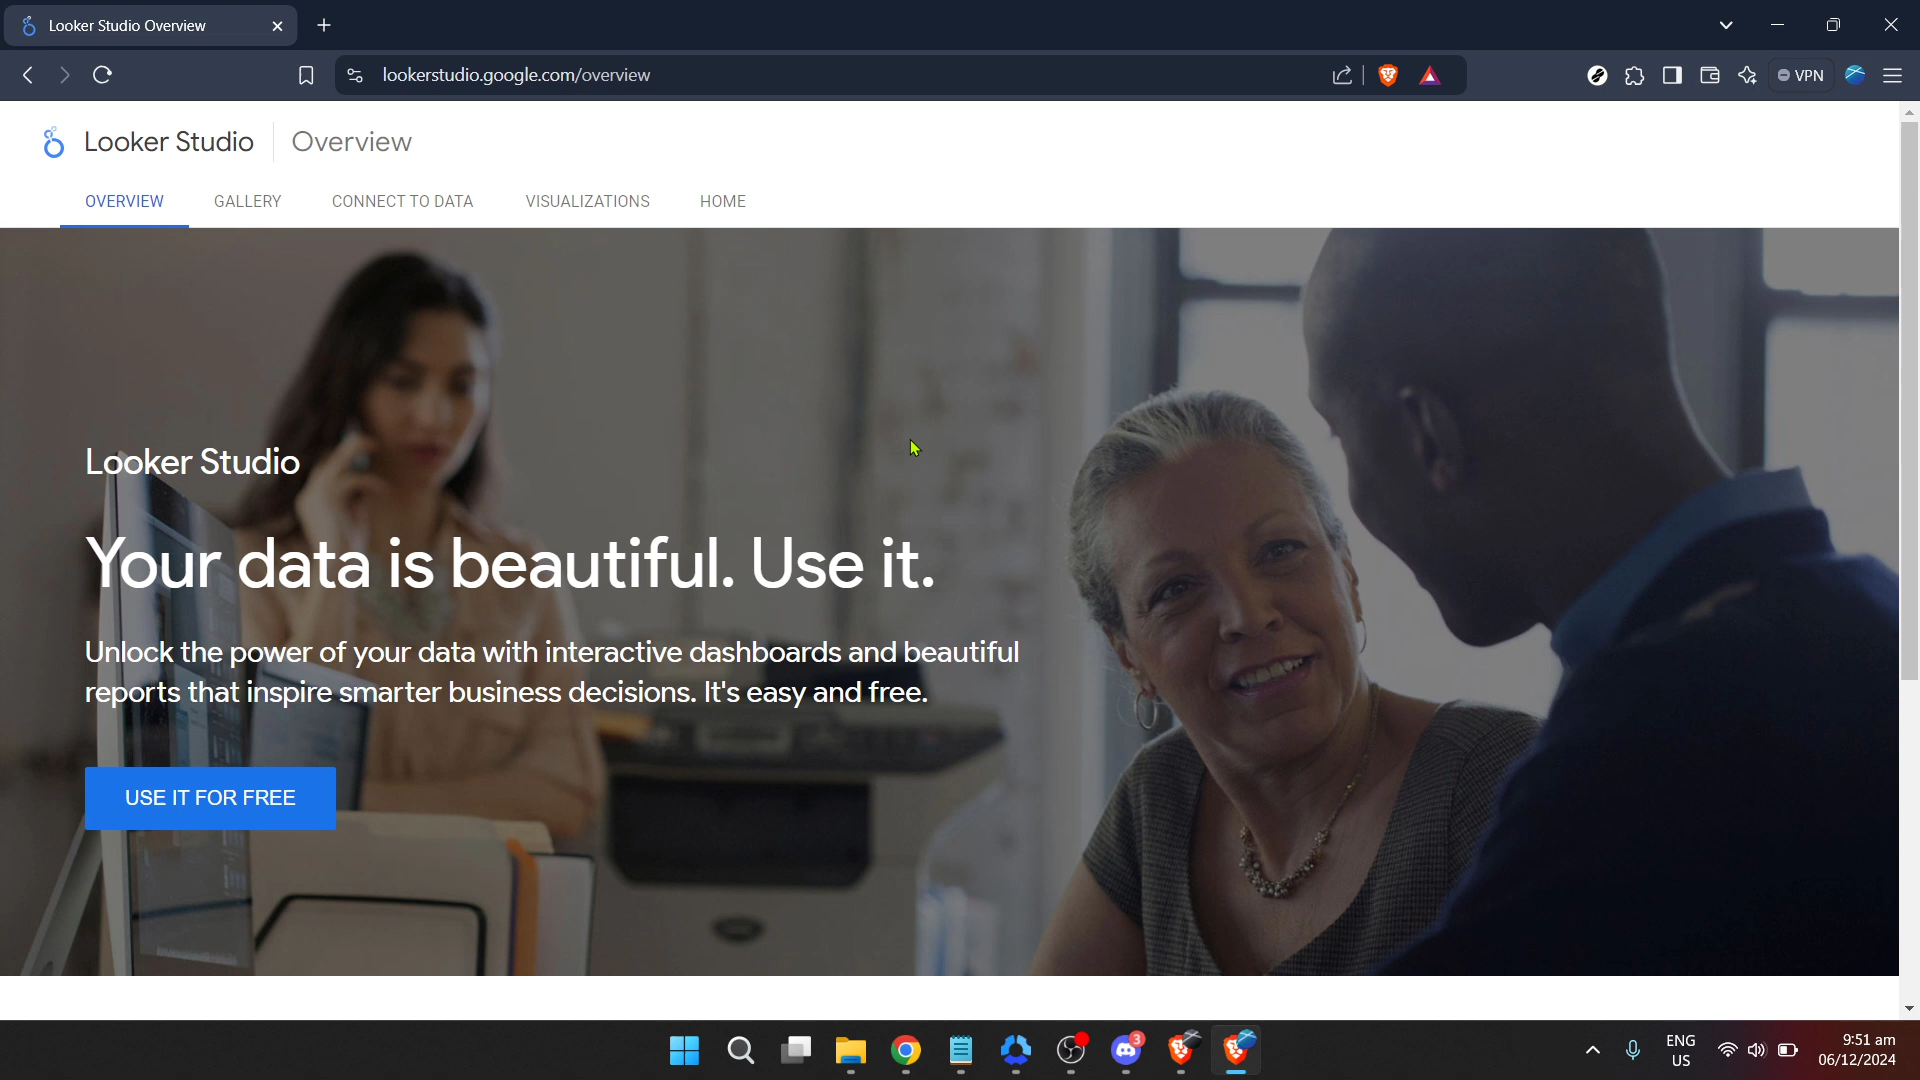 Looker Studio Overview
lookerstudio.google.com/overview
VPN
Looker Studio
Overview
OVERVIEW
GALLERY
CONNECT TO DATA
VISUALIZATIONS
HOME
Looker Studio
Your data is beautiful. Use it.
Unlock the power of your data with interactive dashboards and beautiful
reports that inspire smarter business decisions. It's easy and free.
USE IT FOR FREE
3
ENG
US
9:51 am
06/12/2024